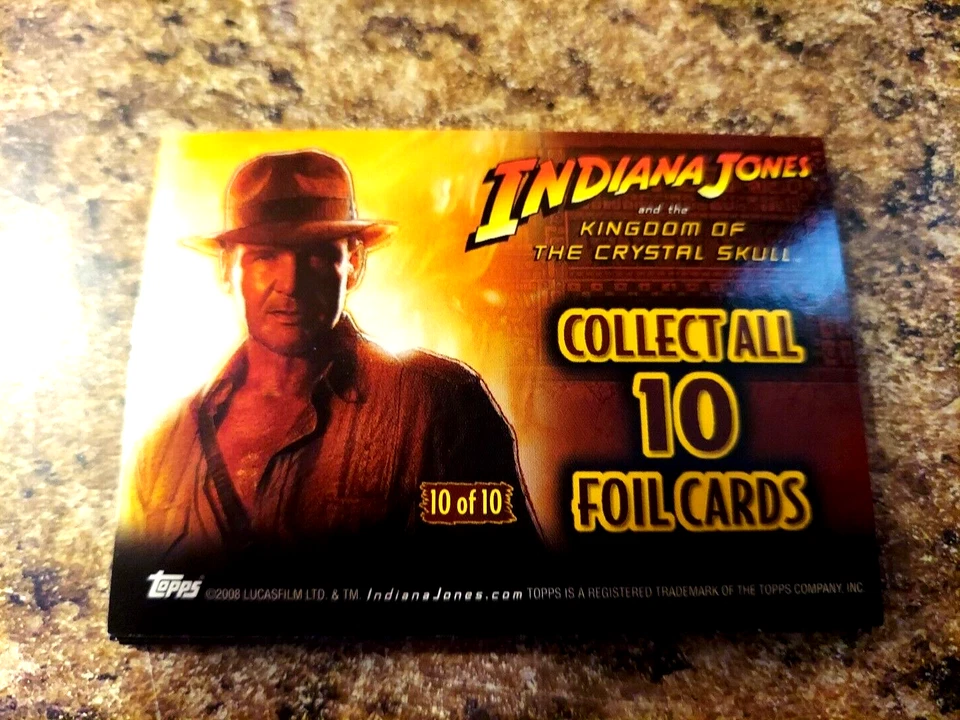 INDIANA JONES
and the
KINGDOM OF
THE CRYSTAL SKULL™
COLLECT ALL
10
FOIL CARDS
10 of 10
Topps® ©2008 LUCASFILM LTD. & TM. IndianaJones.com TOPPS IS A REGISTERED TRADEMARK OF THE TOPPS COMPANY, INC.